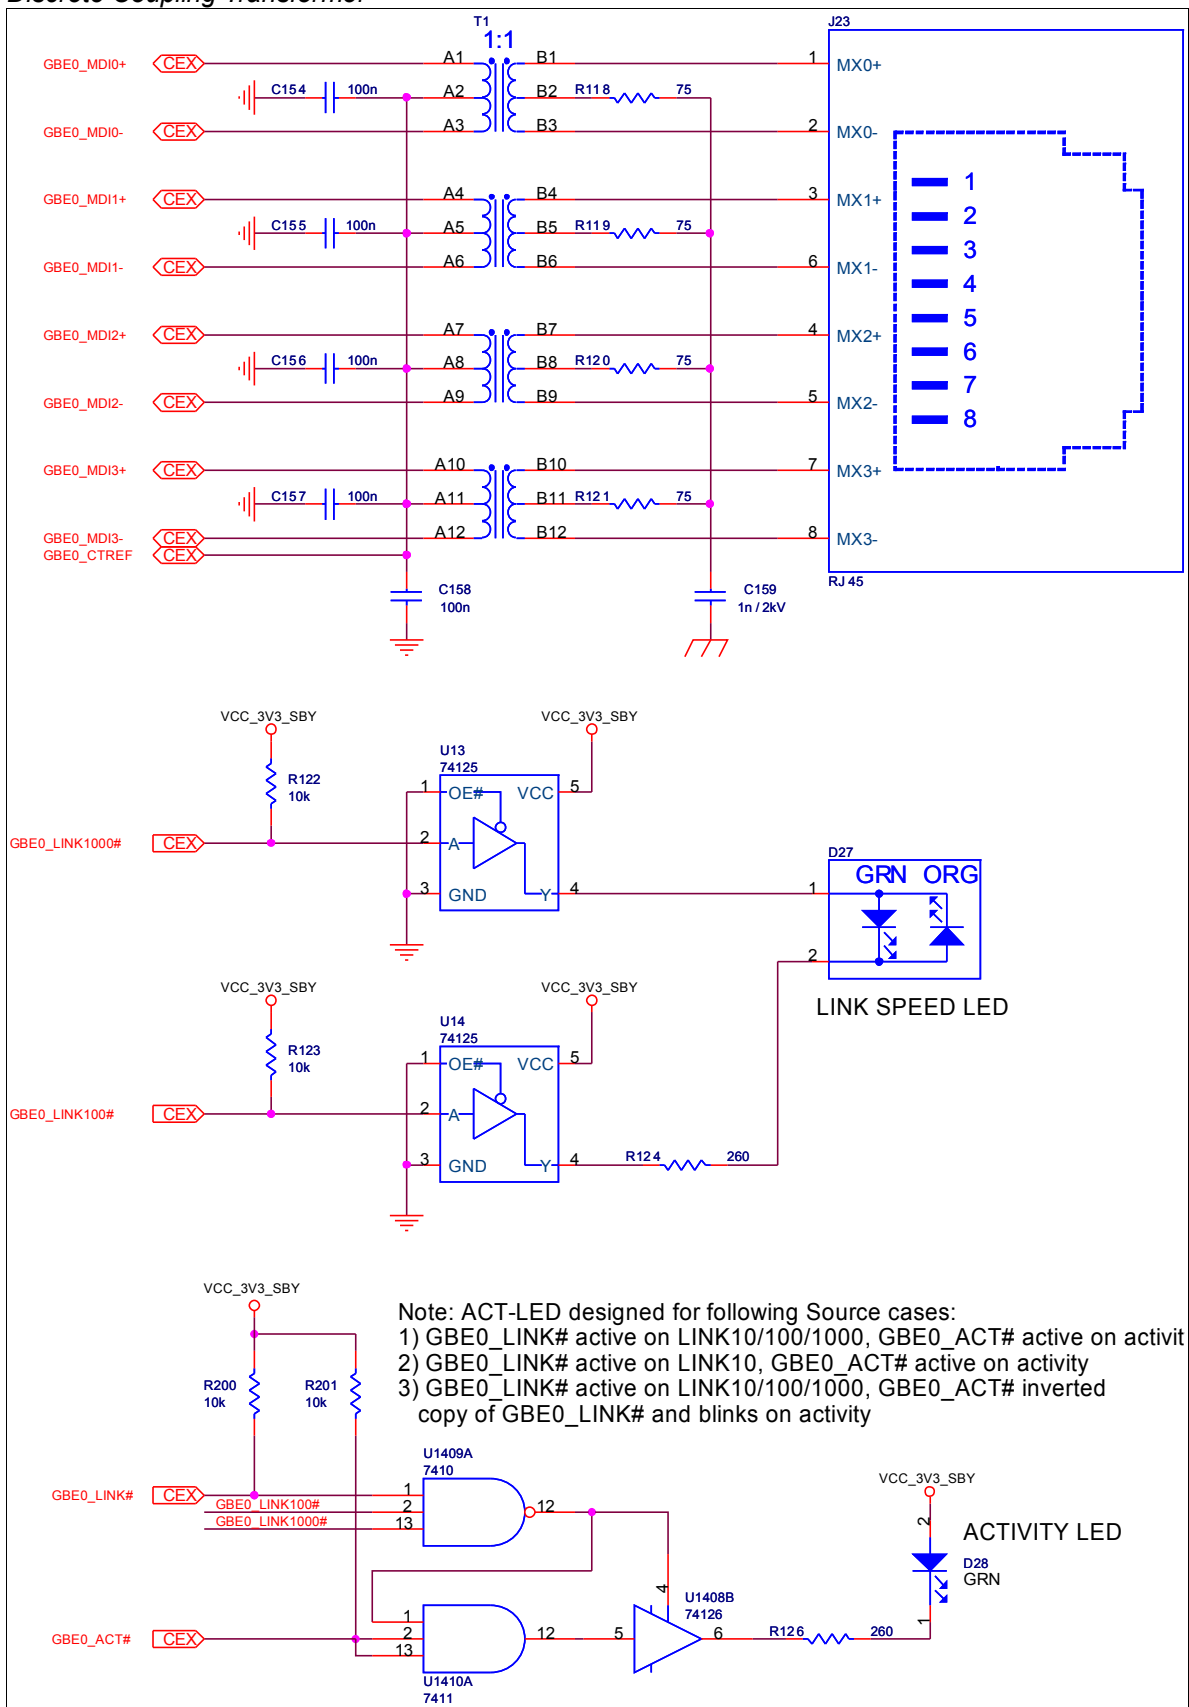 Discrete Coupling Transformer
T1
1:1
J23
GBE0_MDI0+ CEX A1 B1 1 MX0+
C154 100n A2 B2 R118 75
GBE0_MDI0- CEX A3 B3 2 MX0-
1
GBE0_MDI1+ CEX A4 B4 3 MX1+
2
C155 100n A5 B5 R119 75
3
GBE0_MDI1- CEX A6 B6 6 MX1-
4
5
GBE0_MDI2+ CEX A7 B7 4 MX2+
6
C156 100n A8 B8 R120 75
7
GBE0_MDI2- CEX A9 B9 5 MX2-
8
GBE0_MDI3+ CEX A10 B10 7 MX3+
C157 100n A11 B11 R121 75
GBE0_MDI3- CEX A12 B12 8 MX3-
GBE0_CTREF CEX
RJ45
C158
100n
C159
1n / 2kV
VCC_3V3_SBY
VCC_3V3_SBY
U13
74125
R122
10k
1 OE# VCC 5
GBE0_LINK1000# CEX 2 A
3 GND Y 4
D27
GRN ORG
1
2
LINK SPEED LED
VCC_3V3_SBY
VCC_3V3_SBY
U14
74125
R123
10k
1 OE# VCC 5
GBE0_LINK100# CEX 2 A
3 GND Y 4 R124 260
VCC_3V3_SBY
Note: ACT-LED designed for following Source cases:
1) GBE0_LINK# active on LINK10/100/1000, GBE0_ACT# active on activit
2) GBE0_LINK# active on LINK10, GBE0_ACT# active on activity
3) GBE0_LINK# active on LINK10/100/1000, GBE0_ACT# inverted
copy of GBE0_LINK# and blinks on activity
R200
10k
R201
10k
U1409A
7410
VCC_3V3_SBY
GBE0_LINK# CEX 1
GBE0_LINK100# 2 12
GBE0_LINK1000# 13
2
ACTIVITY LED
D28
GRN
4
U1408B
74126
1
1
GBE0_ACT# CEX 2 12 5 6 R126 260
13
U1410A
7411